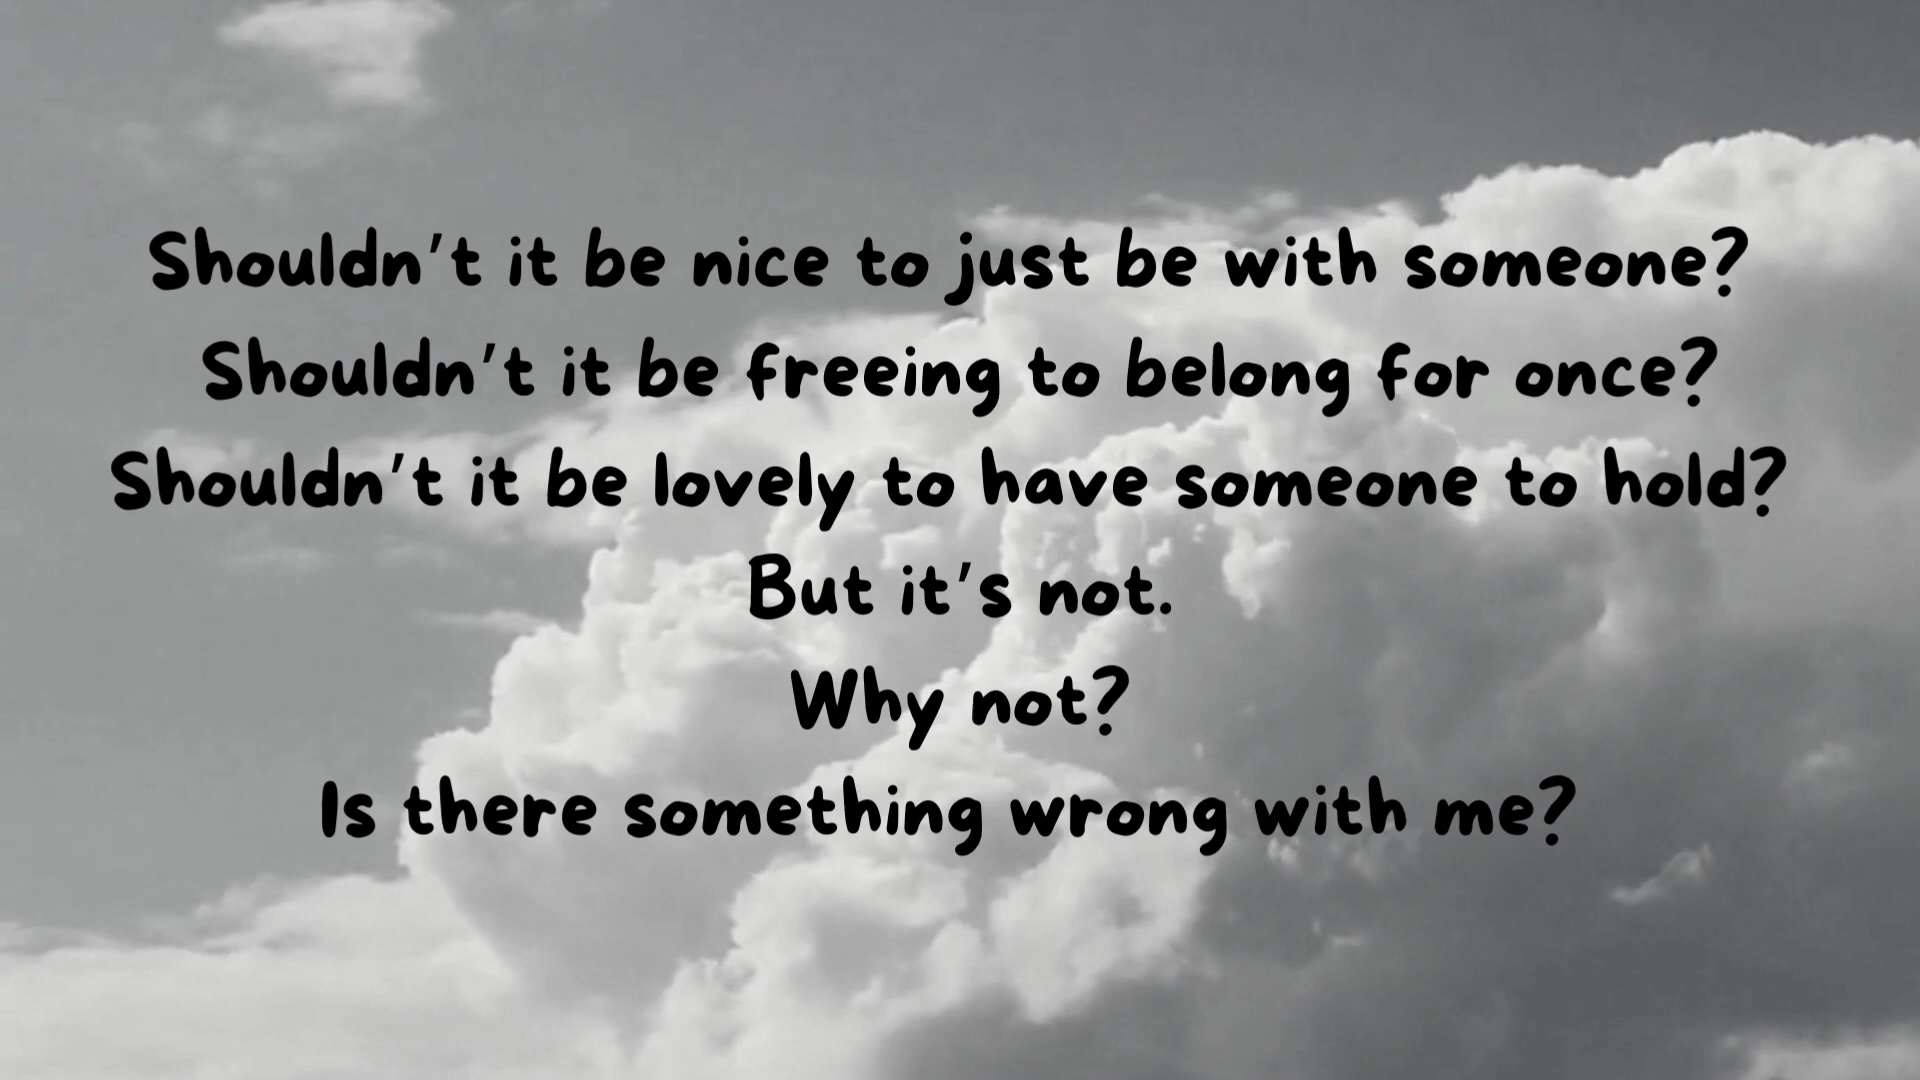 Shouldn't it be nice to just be with someone?
Shouldn't it be freeing to belong for once?
Shouldn't it be lovely to have someone to hold?
But it's not.
Why not?
Is there something wrong with me?